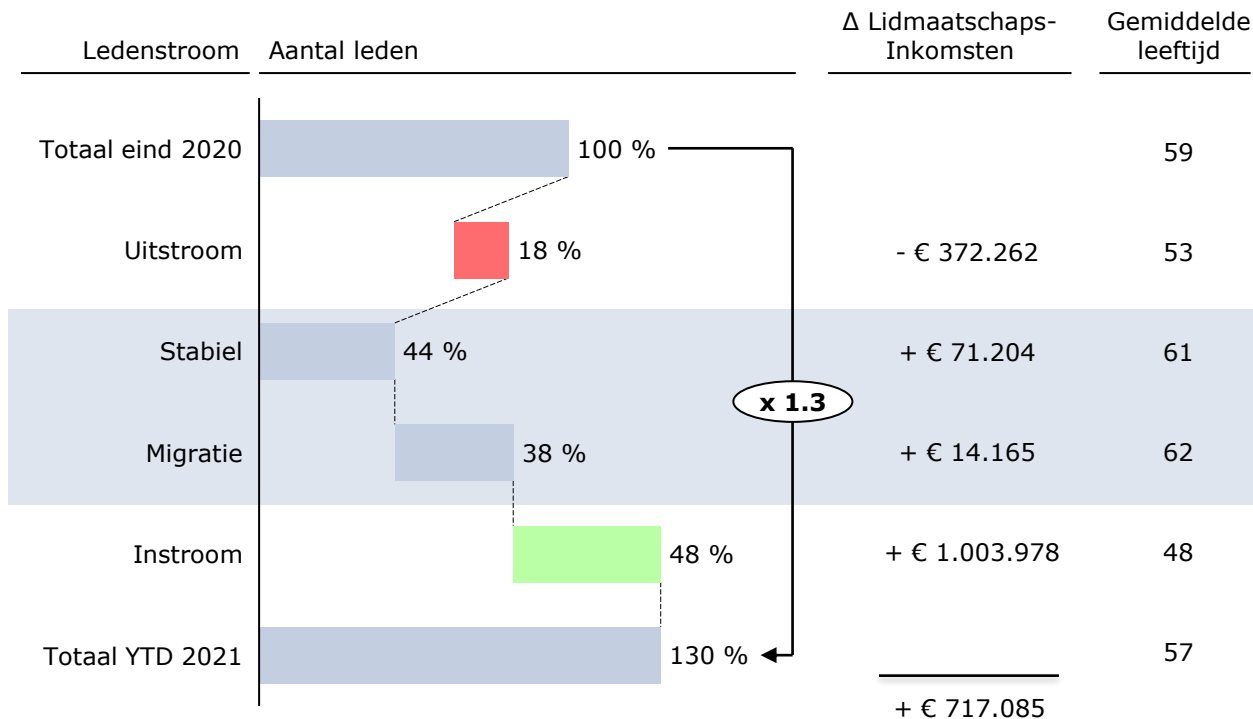 Ledenstroom
Aantal leden
Δ Lidmaatschaps-
Inkomsten
Gemiddelde
leeftijd
Totaal eind 2020
100 %
59
Uitstroom
18 %
- € 372.262
53
Stabiel
44 %
+ € 71.204
61
x 1.3
Migratie
38 %
+ € 14.165
62
Instroom
48 %
+ € 1.003.978
48
Totaal YTD 2021
130 %
57
+ € 717.085